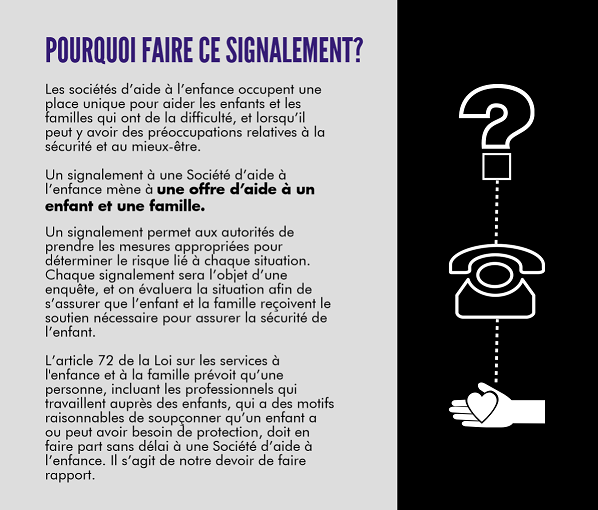 POURQUOI FAIRE CE SIGNALEMENT?
Les sociétés d’aide à l’enfance occupent une
place unique pour aider les enfants et les
familles qui ont de la difficulté, et lorsqu’il
peut y avoir des préoccupations relatives à la
sécurité et au mieux-être.
Un signalement à une Société d’aide à
l’enfance mène à une offre d’aide à un
enfant et une famille.
Un signalement permet aux autorités de
prendre les mesures appropriées pour
déterminer le risque lié à chaque situation.
Chaque signalement sera l’objet d’une
enquête, et on évaluera la situation afin de
s’assurer que l’enfant et la famille reçoivent le
soutien nécessaire pour assurer la sécurité de
l’enfant.
L’article 72 de la Loi sur les services à
l'enfance et à la famille prévoit qu’une
personne, incluant les professionnels qui
travaillent auprès des enfants, qui a des motifs
raisonnables de soupçonner qu’un enfant a
ou peut avoir besoin de protection, doit en
faire part sans délai à une Société d’aide à
l’enfance. Il s’agit de notre devoir de faire
rapport.